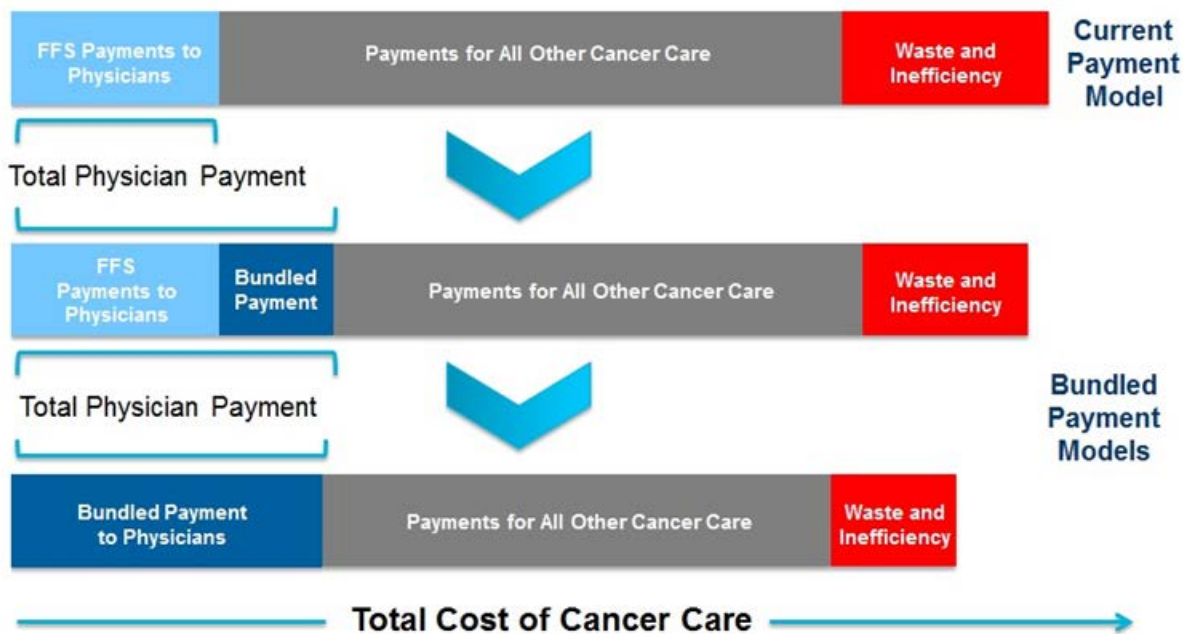 FFS Payments to
Physicians
Payments for All Other Cancer Care
Waste and
Inefficiency
Current
Payment
Model
Total Physician Payment
FFS
Payments to
Physicians
Bundled
Payment
Payments for All Other Cancer Care
Waste and
Inefficiency
Total Physician Payment
Bundled
Payment
Models
Bundled Payment
to Physicians
Payments for All Other Cancer Care
Waste and
Inefficiency
Total Cost of Cancer Care